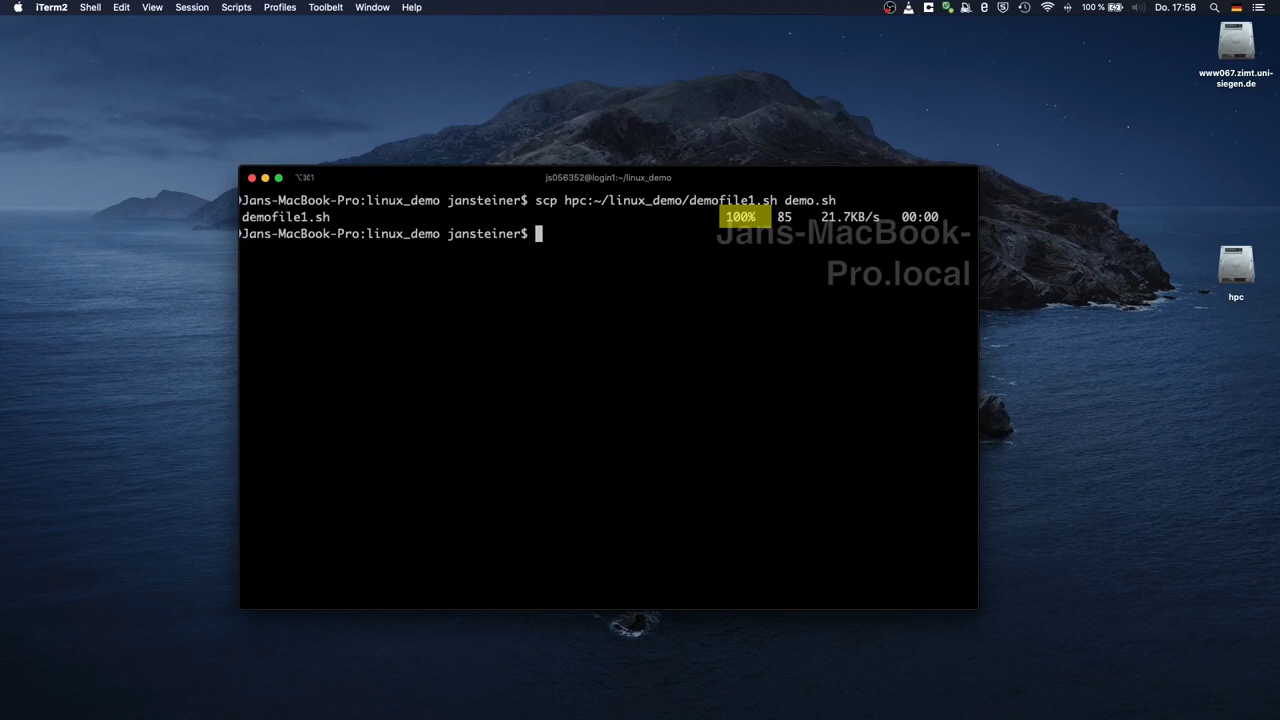 iTerm2 Shell Edit View Session Scripts Profiles Toolbelt Window Help 100 % Do. 17:58
www067.zimt.uni-
siegen.de
⌥⌘1 js056352@login1:~/linux_demo
Jans-MacBook-Pro:linux_demo jansteiner$ scp hpc:~/linux_demo/demofile1.sh demo.sh
demofile1.sh 100% 85 21.7KB/s 00:00
Jans-MacBook-Pro:linux_demo jansteiner$
Jans-MacBook-
Pro.local
hpc